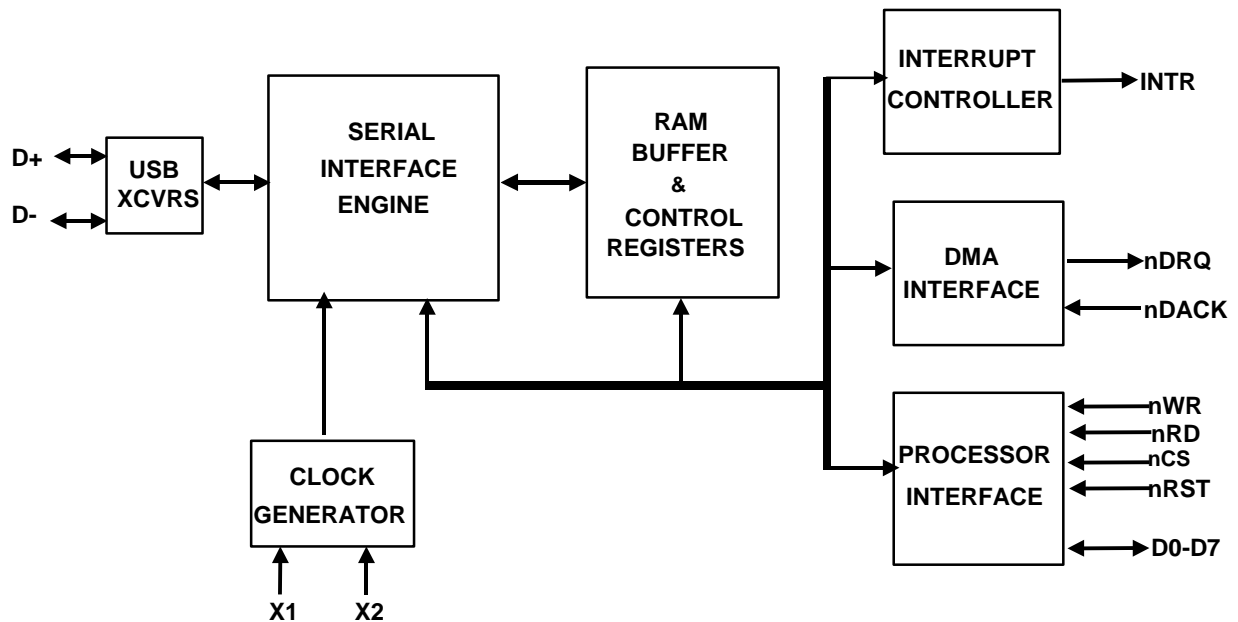 D+
D-
USB
XCVRS
SERIAL
INTERFACE
ENGINE
RAM
BUFFER
&
CONTROL
REGISTERS
CLOCK
GENERATOR
X1
X2
INTERRUPT
CONTROLLER
INTR
DMA
INTERFACE
nDRQ
nDACK
PROCESSOR
INTERFACE
nWR
nRD
nCS
nRST
D0-D7